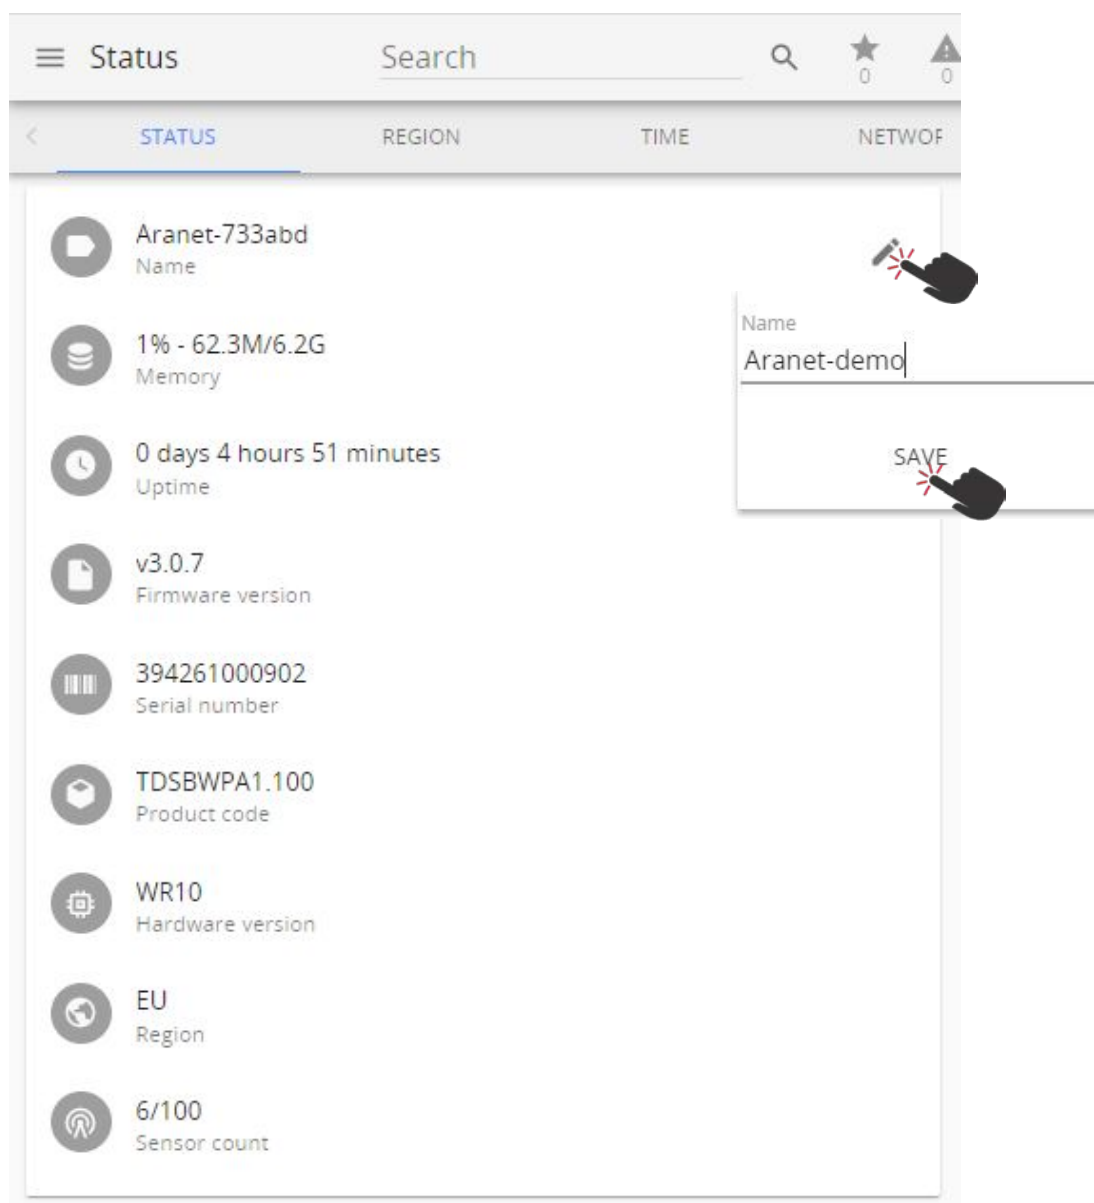 Status
Search
0
0
STATUS
REGION
TIME
NETWOR
Aranet-733abd
Name
1% - 62.3M/6.2G
Memory
Name
Aranet-demo
0 days 4 hours 51 minutes
Uptime
SAVE
v3.0.7
Firmware version
394261000902
Serial number
TDSBWPA1.100
Product code
WR10
Hardware version
EU
Region
6/100
Sensor count